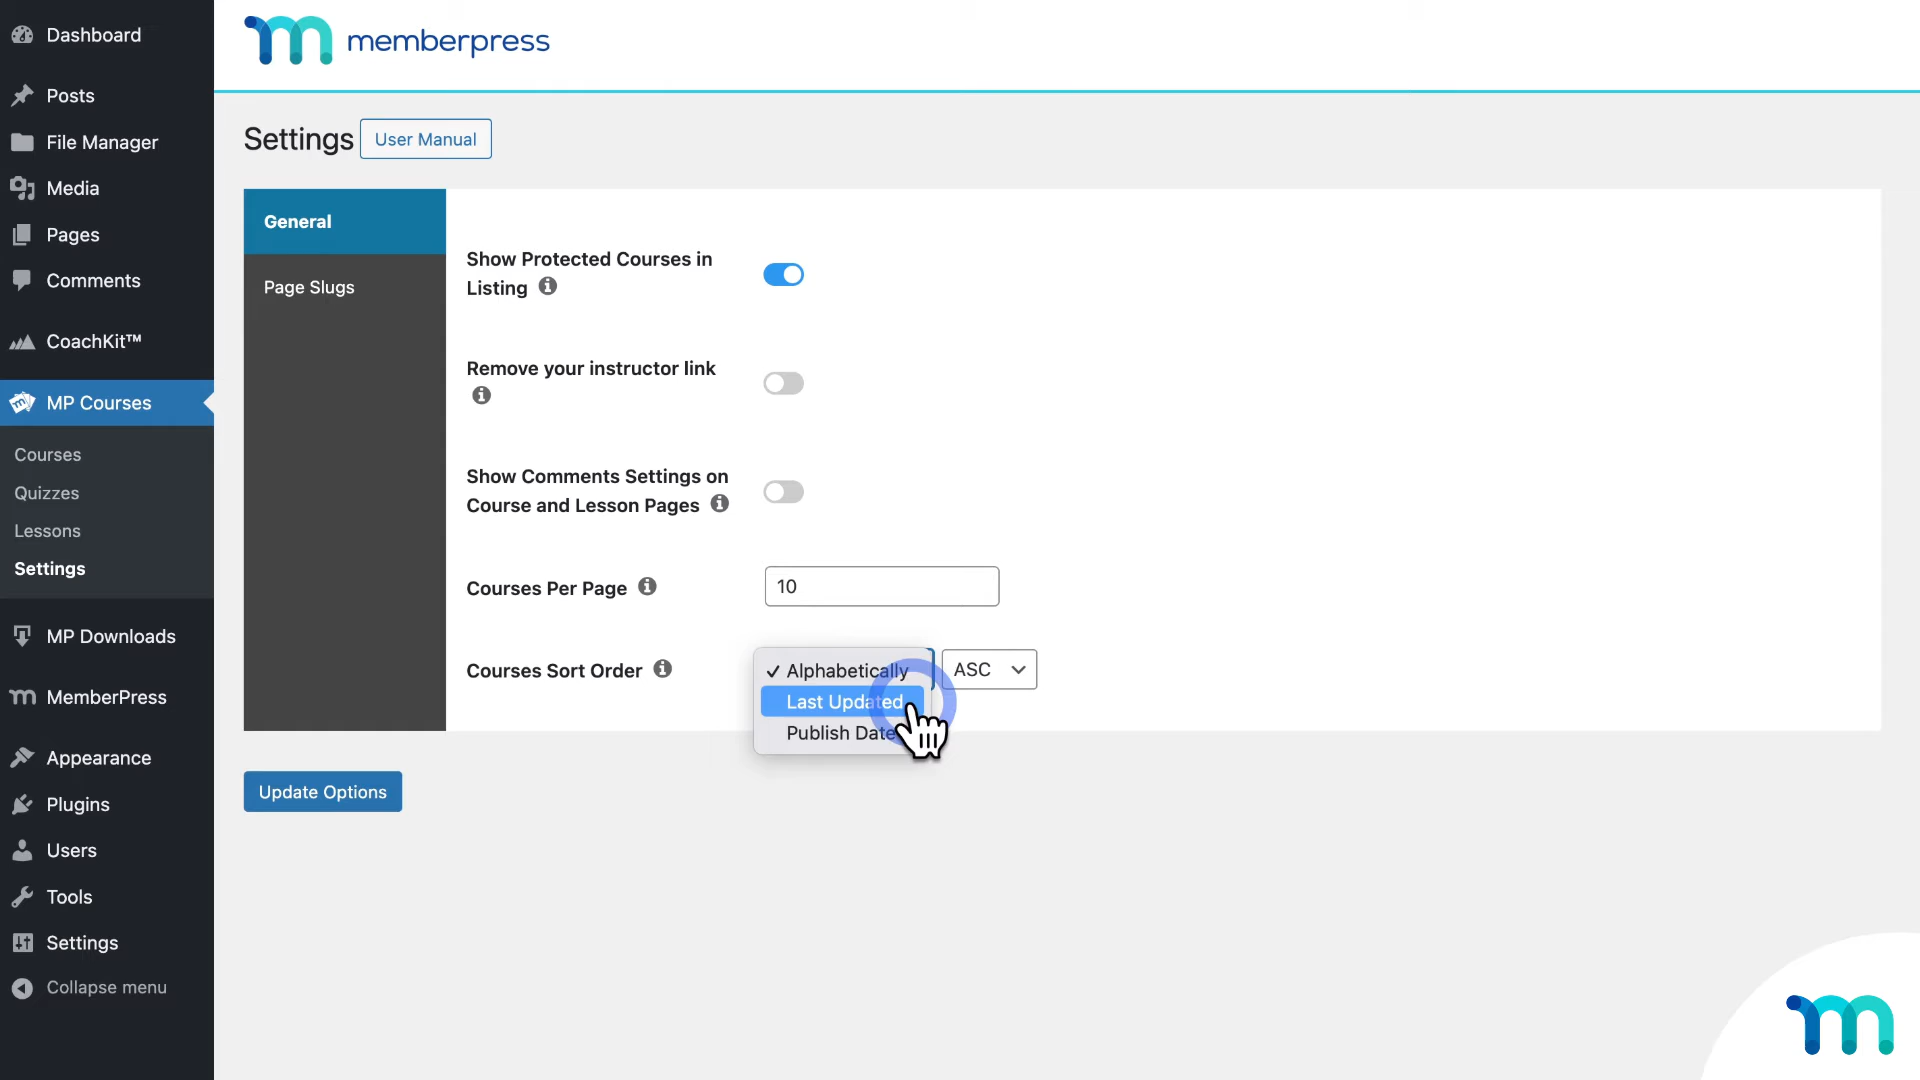 Dashboard
Posts
File Manager
Media
Pages
Comments
CoachKit™
MP Courses
Courses
Quizzes
Lessons
Settings
MP Downloads
MemberPress
Appearance
Plugins
Users
Tools
Settings
Collapse menu
memberpress
Settings
User Manual
General
Page Slugs
Show Protected Courses in
Listing
Remove your instructor link
Show Comments Settings on
Course and Lesson Pages
Courses Per Page
10
Courses Sort Order
✓ Alphabetically
ASC
Last Updated
Publish Date
Update Options